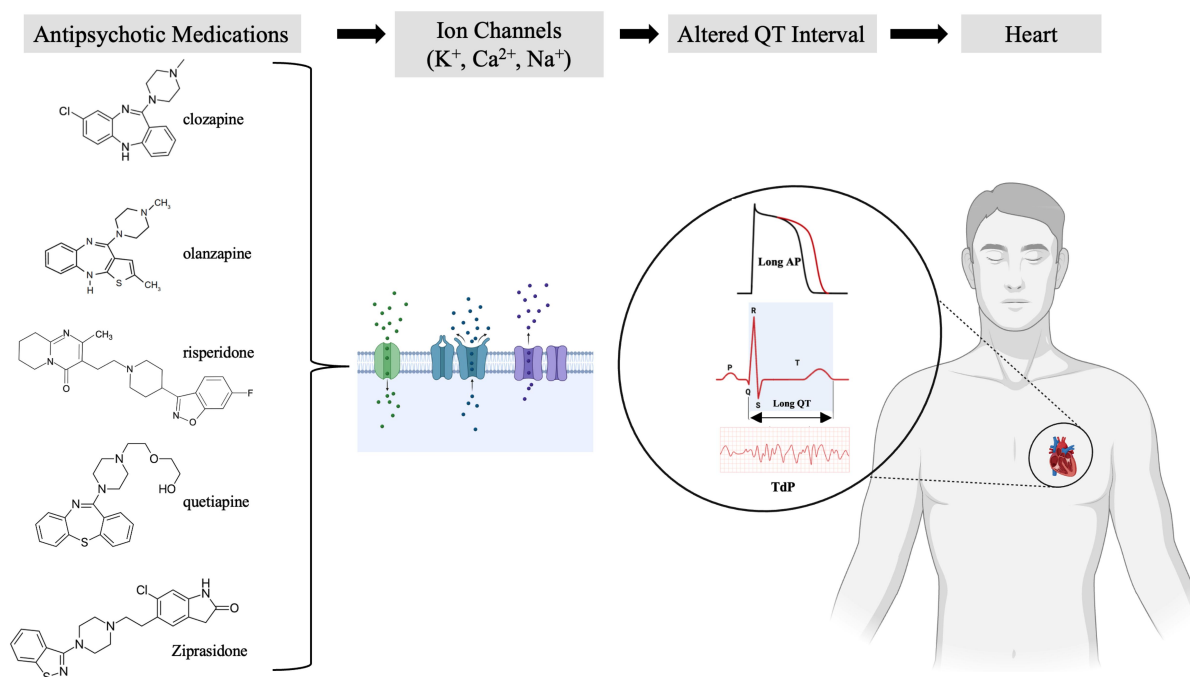 Antipsychotic Medications
Ion Channels
(K⁺, Ca²⁺, Na⁺)
Altered QT Interval
Heart
N
N
Cl
N
NH
clozapine
CH₃
N
N
N
N
H
S
CH₃
olanzapine
N
CH₃
N
O
N
N
O
F
risperidone
N
O
HO
N
N
S
quetiapine
Cl
H
N
O
N
N
S
N
Ziprasidone
Long AP
R
P
T
Q
S
Long QT
TdP